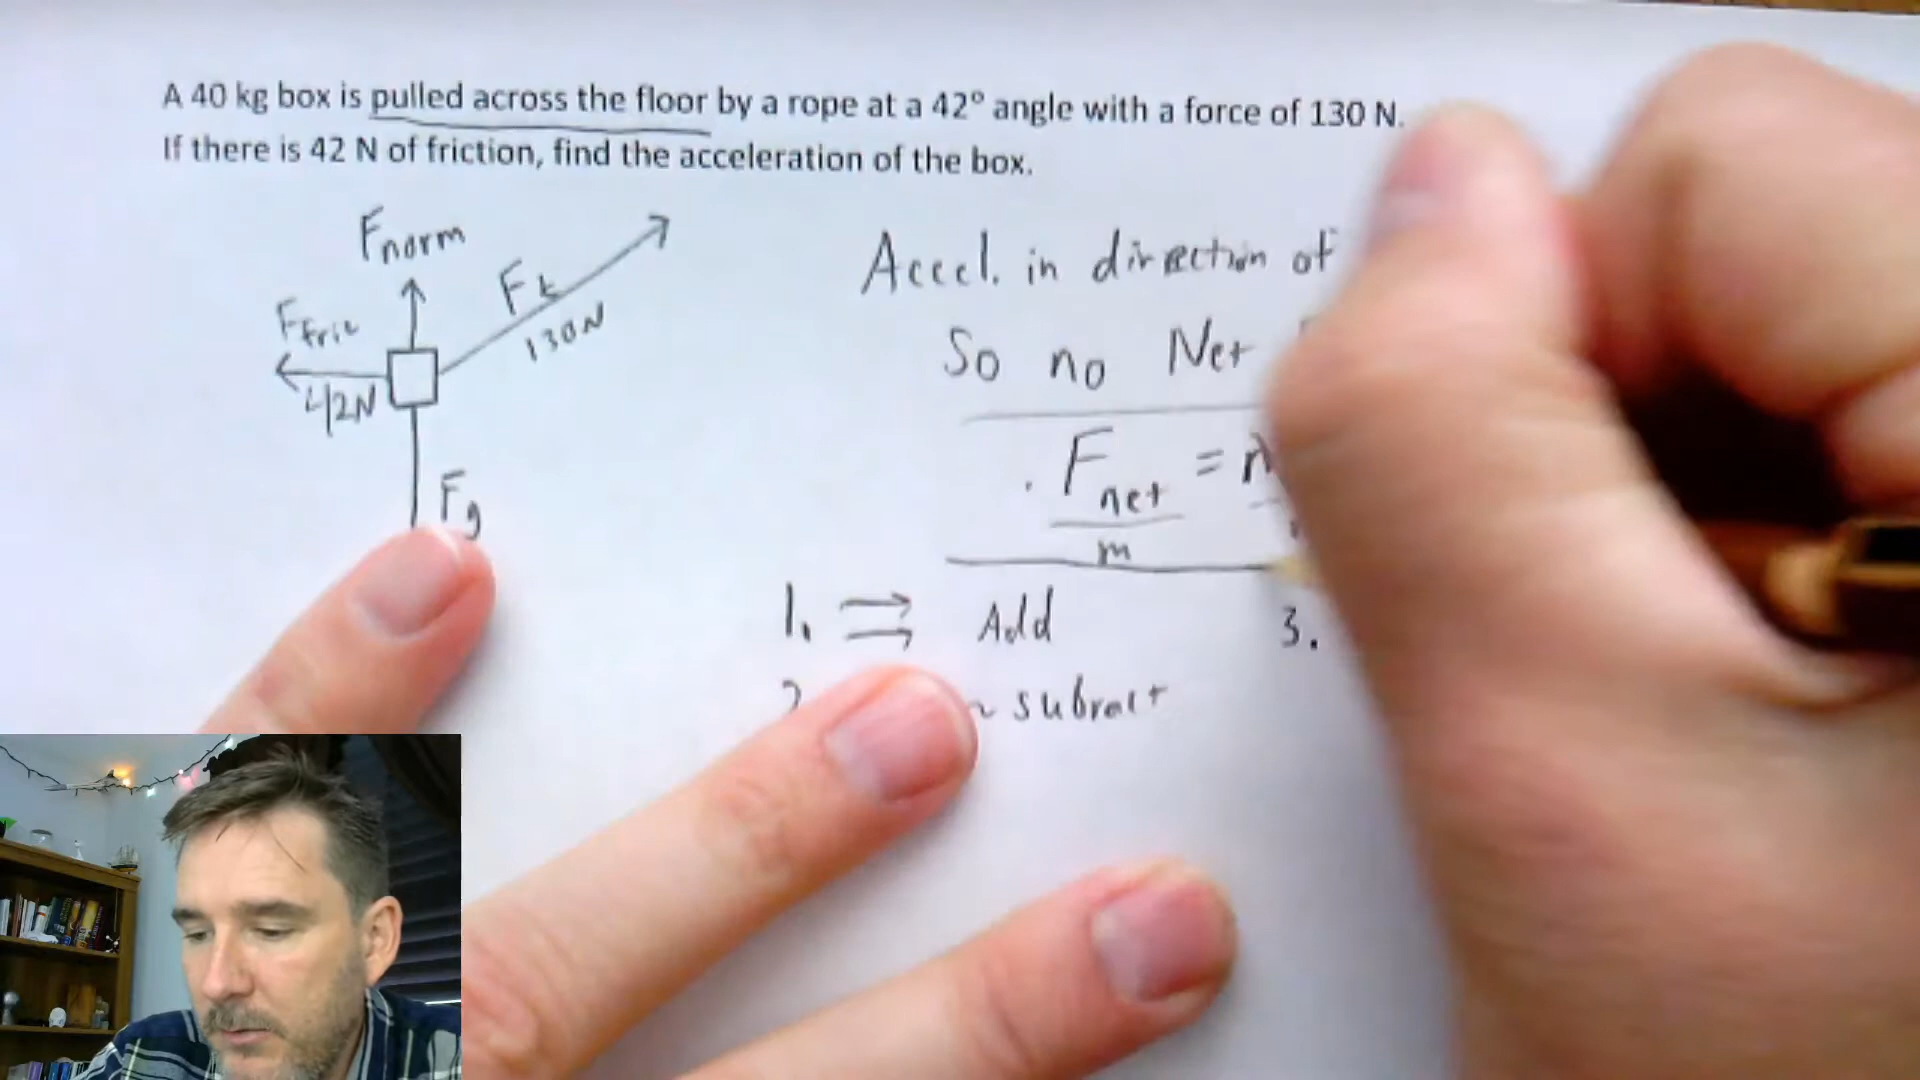 A 40 kg box is pulled across the floor by a rope at a 42° angle with a force of 130 N.
If there is 42 N of friction, find the acceleration of the box.
Fnorm
Ft
130N
Ffric
42N
Fg
Accel. in direction of
So no Net
Fnet =
m
1. ⇉ Add
3.
2. subract